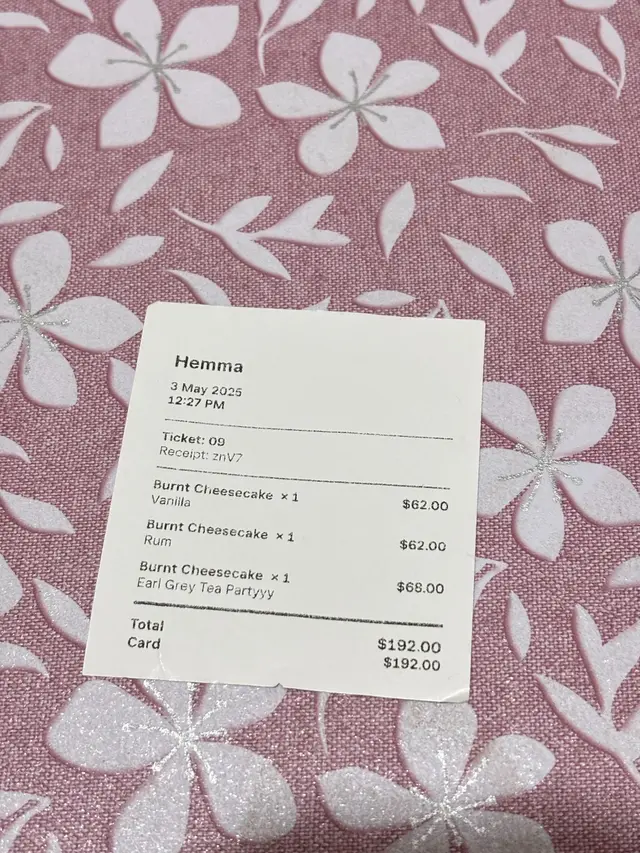 Hemma
3 May 2025
12:27 PM
Ticket: 09
Receipt: znV7
Burnt Cheesecake × 1 $62.00
Vanilla
Burnt Cheesecake × 1 $62.00
Rum
Burnt Cheesecake × 1 $68.00
Earl Grey Tea Partyyy
Total $192.00
Card $192.00